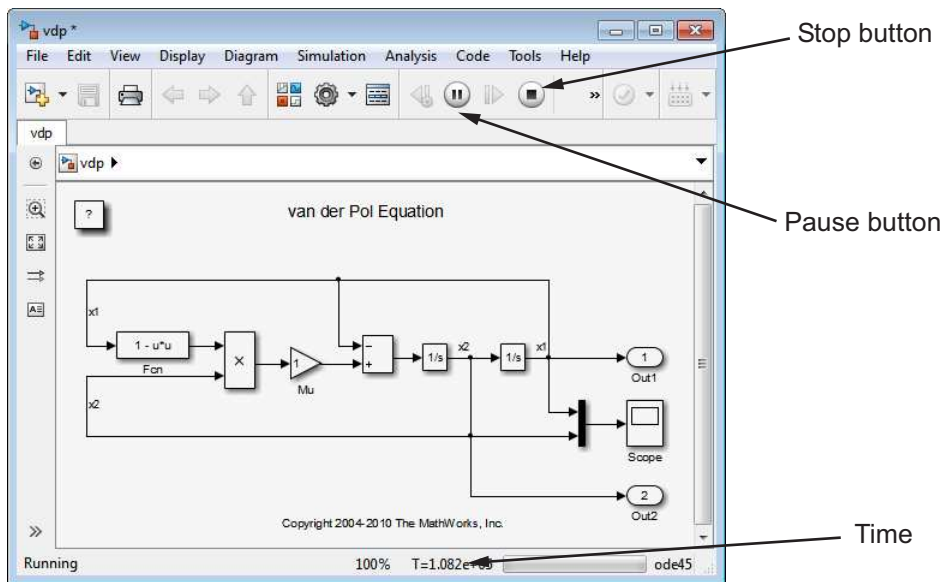 vdp *
Stop button
File Edit View Display Diagram Simulation Analysis Code Tools Help
»
vdp
vdp
Pause button
?
van der Pol Equation
x1
1 - u*u
Fcn
×
1
Mu
−
+
1/s
x2
1/s
x1
1
Out1
x2
Scope
2
Out2
Copyright 2004-2010 The MathWorks, Inc.
»
Time
Running 100% ode45